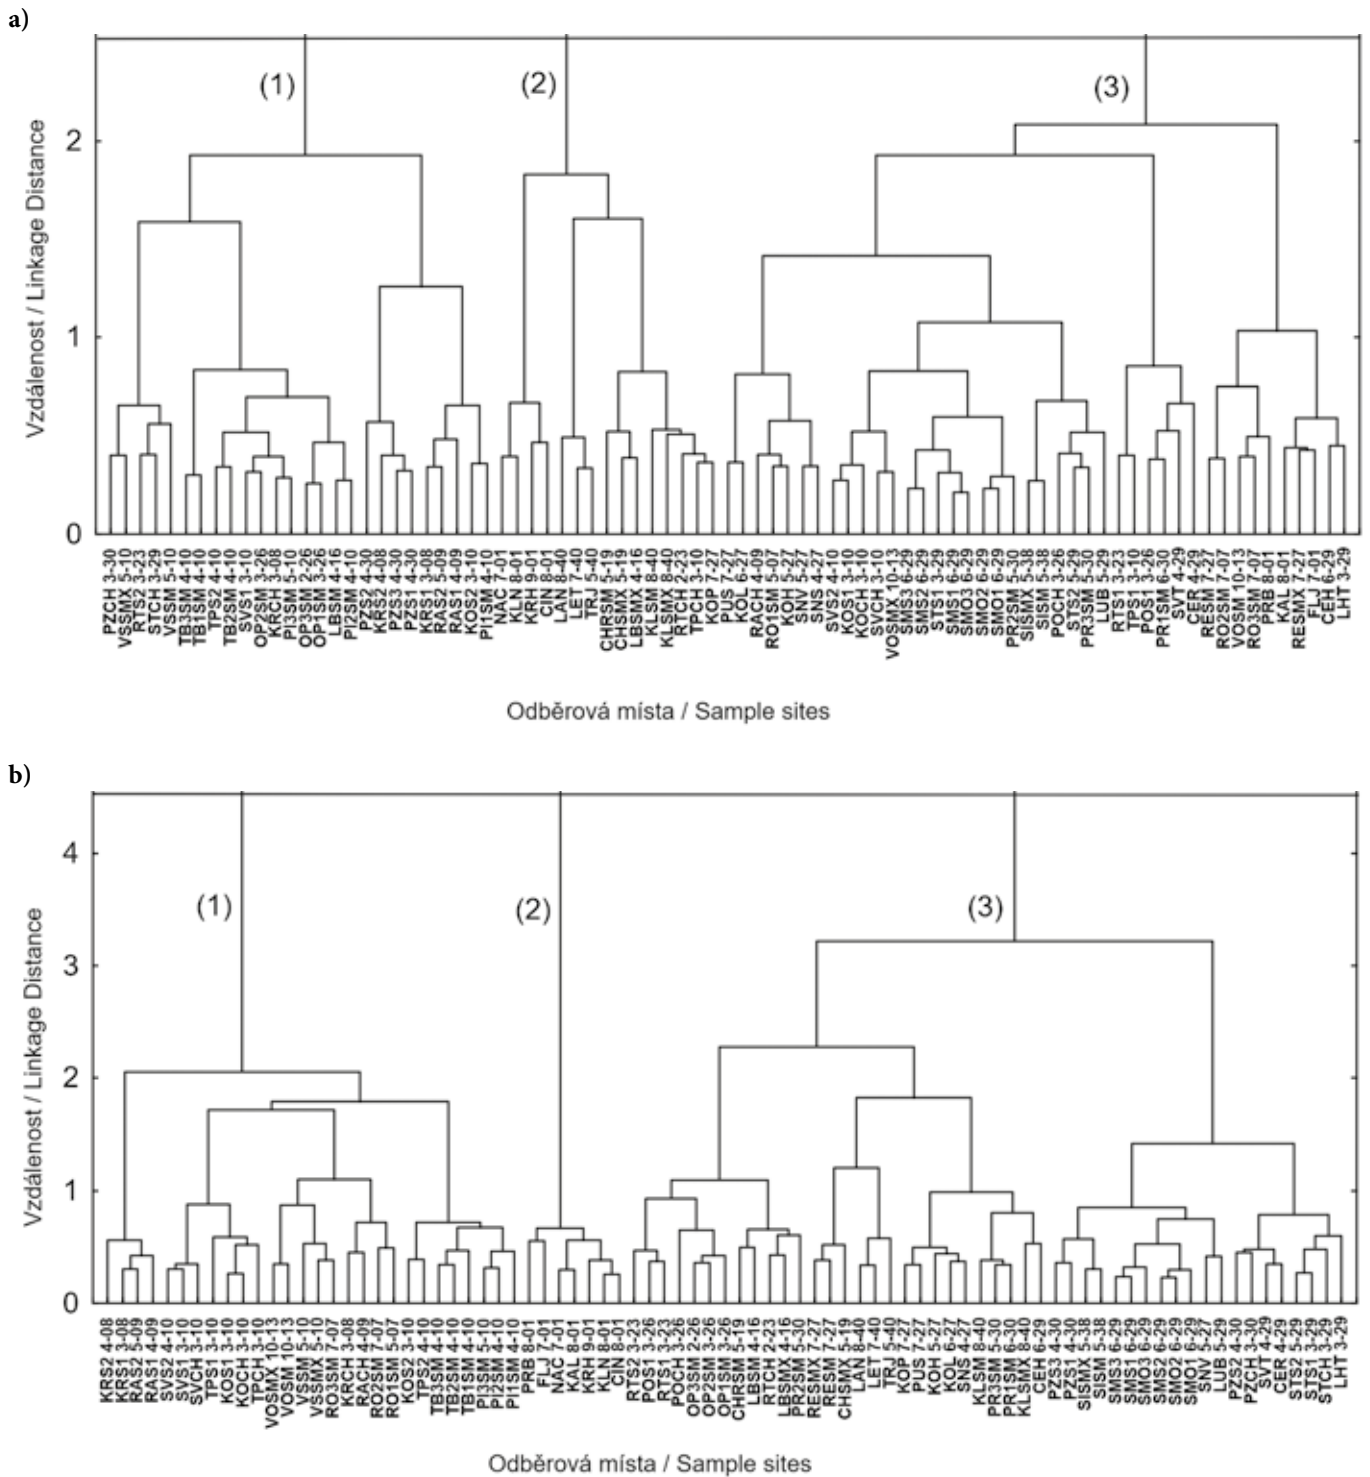 a)
(1)
(2)
(3)
2
1
0
Vzdálenost / Linkage Distance
PZCH 3-30
VSSMX 5-10
RTS2 3-23
STCH 3-29
VSSM 5-10
TB3SM 4-10
TB1SM 4-10
TPS2 4-10
TB2SM 4-10
SVS1 3-10
OP2SM 3-26
KRCH 3-08
PI3SM 5-10
OP3SM 2-26
OP1SM 3-26
LBSM 4-16
PI2SM 4-10
PZS2 4-30
KRS2 4-08
PZS3 4-30
PZS1 4-30
KRS1 3-08
RAS2 5-09
RAS1 4-09
KOS2 3-10
PI1SM 4-10
NAC 7-01
KLN 8-01
KRH 9-01
CIN 8-01
LAN 8-40
LET 7-40
TRJ 5-40
CHRSM 5-19
CHSMX 5-19
LBSMX 4-16
KLSM 8-40
KLSMX 8-40
RTCH 2-23
TPCH 3-10
KOP 7-27
PUS 7-27
KOL 6-27
RACH 4-09
RO1SM 5-07
KOH 5-27
SNV 5-27
SNS 4-27
SVS2 4-10
KOS1 3-10
KOCH 3-10
SVCH 3-10
VOSMX 10-13
SMS3 6-29
SMS2 6-29
STS1 3-29
SMS1 6-29
SMO3 6-29
SMO2 6-29
SMO1 6-29
PR2SM 5-30
SISMX 5-38
SISM 5-38
POCH 3-26
STS2 5-29
PR3SM 5-30
LUB 5-29
RTS1 3-23
TPS1 3-10
POS1 3-26
PR1SM 6-30
SVT 4-29
CER 4-29
RESM 7-27
RO2SM 7-07
VOSM 10-13
RO3SM 7-07
PRB 8-01
KAL 8-01
RESMX 7-27
FLJ 7-01
CEH 6-29
LHT 3-29
Odběrová místa / Sample sites
b)
(1)
(2)
(3)
4
3
2
1
0
Vzdálenost / Linkage Distance
KRS2 4-08
KRS1 3-08
RAS2 5-09
RAS1 4-09
SVS2 4-10
SVS1 3-10
SVCH 3-10
TPS1 3-10
KOS1 3-10
KOCH 3-10
TPCH 3-10
VOSMX 10-13
VOSM 10-13
VSSM 5-10
VSSMX 5-10
RO3SM 7-07
KRCH 3-08
RACH 4-09
RO2SM 7-07
RO1SM 5-07
KOS2 3-10
TPS2 4-10
TB3SM 4-10
TB2SM 4-10
TB1SM 4-10
PI3SM 5-10
PI2SM 4-10
PI1SM 4-10
PRB 8-01
FLJ 7-01
NAC 7-01
KAL 8-01
KRH 9-01
KLN 8-01
CIN 8-01
RTS2 3-23
POS1 3-26
RTS1 3-23
POCH 3-26
OP3SM 2-26
OP2SM 3-26
OP1SM 3-26
CHRSM 5-19
LBSM 4-16
RTCH 2-23
LBSMX 4-16
PR2SM 5-30
RESMX 7-27
RESM 7-27
CHSMX 5-19
LAN 8-40
LET 7-40
TRJ 5-40
KOP 7-27
PUS 7-27
KOH 5-27
KOL 6-27
SNS 4-27
KLSM 8-40
PR3SM 5-30
PR1SM 6-30
KLSMX 8-40
CEH 6-29
PZS3 4-30
PZS1 4-30
SISMX 5-38
SISM 5-38
SMS3 6-29
SMS1 6-29
SMO3 6-29
SMS2 6-29
SMO2 6-29
SMO1 6-29
SNV 5-27
LUB 5-29
PZS2 4-30
PZCH 3-30
SVT 4-29
CER 4-29
STS2 5-29
STS1 3-29
STCH 3-29
LHT 3-29
Odběrová místa / Sample sites